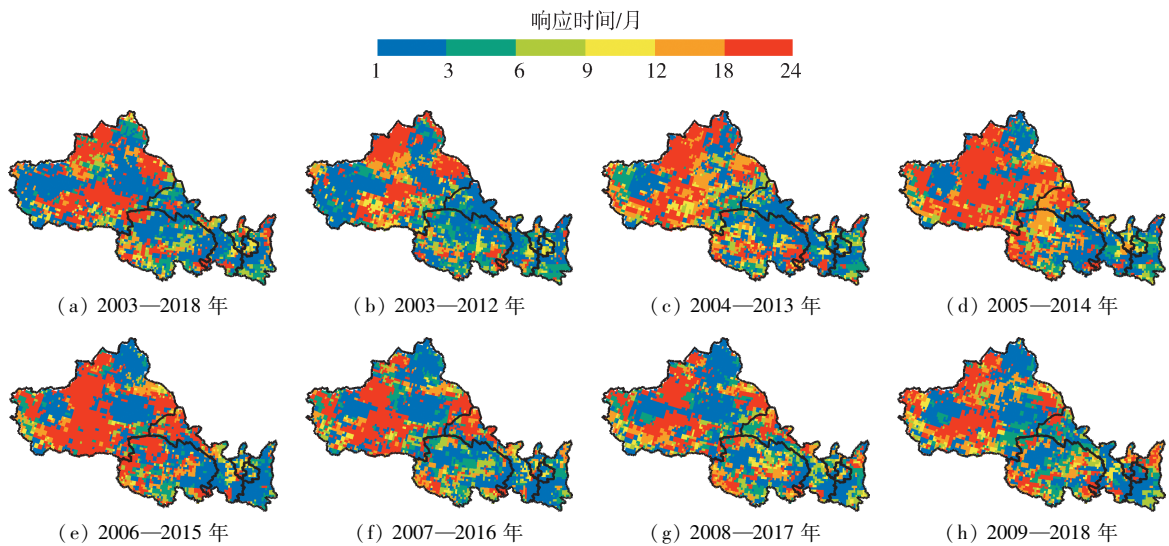 响应时间/月
1 3 6 9 12 18 24
(a) 2003—2018 年 (b) 2003—2012 年 (c) 2004—2013 年 (d) 2005—2014 年
(e) 2006—2015 年 (f) 2007—2016 年 (g) 2008—2017 年 (h) 2009—2018 年